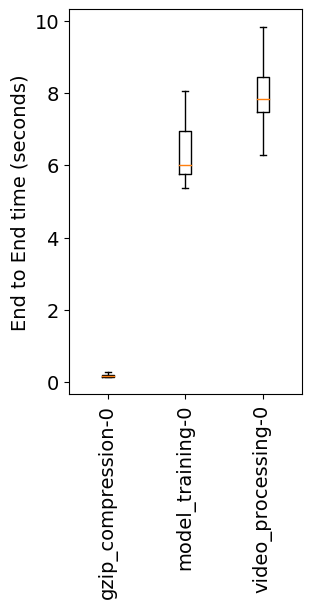 End to End time (seconds)
10
8
6
4
2
0
gzip_compression-0
model_training-0
video_processing-0